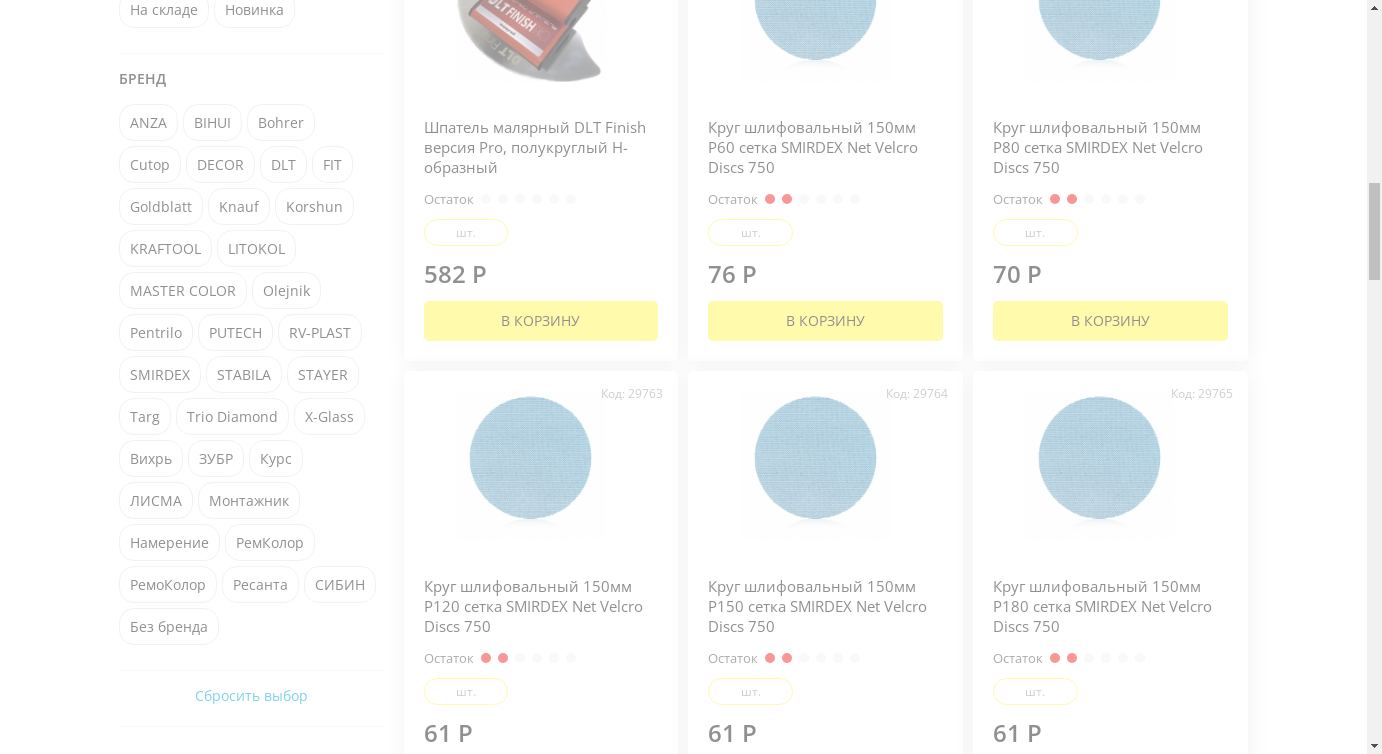 На складе
Новинка
БРЕНД
ANZA
BIHUI
Bohrer
Cutop
DECOR
DLT
FIT
Goldblatt
Knauf
Korshun
KRAFTOOL
LITOKOL
MASTER COLOR
Olejnik
Pentrilo
PUTECH
RV-PLAST
SMIRDEX
STABILA
STAYER
Targ
Trio Diamond
X-Glass
Вихрь
ЗУБР
Курс
ЛИСМА
Монтажник
Намерение
РемКолор
РемоКолор
Ресанта
СИБИН
Без бренда
Сбросить выбор
DLT FINISH
Шпатель малярный DLT Finish
версия Pro, полукруглый H-
образный
Остаток
шт.
582 Р
В КОРЗИНУ
Круг шлифовальный 150мм
P60 сетка SMIRDEX Net Velcro
Discs 750
Остаток
шт.
76 Р
В КОРЗИНУ
Круг шлифовальный 150мм
P80 сетка SMIRDEX Net Velcro
Discs 750
Остаток
шт.
70 Р
В КОРЗИНУ
Код: 29763
Круг шлифовальный 150мм
P120 сетка SMIRDEX Net Velcro
Discs 750
Остаток
шт.
61 Р
Код: 29764
Круг шлифовальный 150мм
P150 сетка SMIRDEX Net Velcro
Discs 750
Остаток
шт.
61 Р
Код: 29765
Круг шлифовальный 150мм
P180 сетка SMIRDEX Net Velcro
Discs 750
Остаток
шт.
61 Р